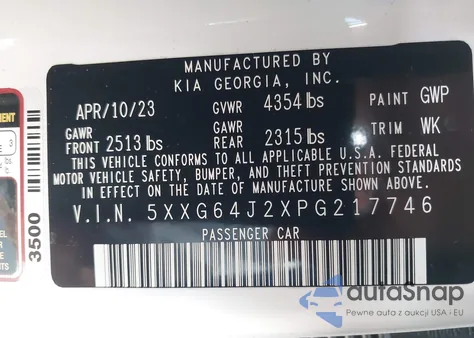 MANUFACTURED BY
KIA GEORGIA, INC.
APR/10/23 GVWR 4354 lbs PAINT GWP
GAWR FRONT 2513 lbs GAWR REAR 2315 lbs TRIM WK
THIS VEHICLE CONFORMS TO ALL APPLICABLE U.S.A. FEDERAL
MOTOR VEHICLE SAFETY, BUMPER, AND THEFT PREVENTION STANDARDS
IN EFFECT ON THE DATE OF MANUFACTURE SHOWN ABOVE.
V.I.N. 5XXG64J2XPG217746
PASSENGER CAR
3500
3
autoSnap
Pewne auta z aukcji USA i EU